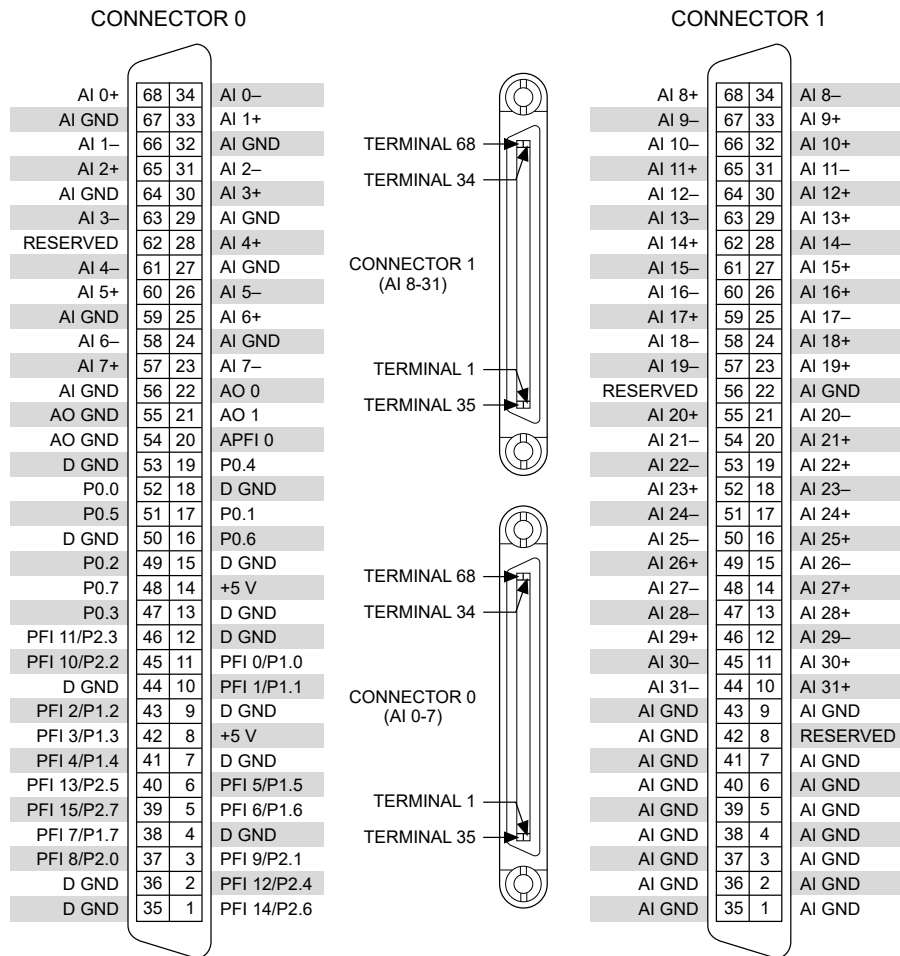 CONNECTOR 0
AI 0+ 68 34 AI 0–
AI GND 67 33 AI 1+
AI 1– 66 32 AI GND
AI 2+ 65 31 AI 2–
AI GND 64 30 AI 3+
AI 3– 63 29 AI GND
RESERVED 62 28 AI 4+
AI 4– 61 27 AI GND
AI 5+ 60 26 AI 5–
AI GND 59 25 AI 6+
AI 6– 58 24 AI GND
AI 7+ 57 23 AI 7–
AI GND 56 22 AO 0
AO GND 55 21 AO 1
AO GND 54 20 APFI 0
D GND 53 19 P0.4
P0.0 52 18 D GND
P0.5 51 17 P0.1
D GND 50 16 P0.6
P0.2 49 15 D GND
P0.7 48 14 +5 V
P0.3 47 13 D GND
PFI 11/P2.3 46 12 D GND
PFI 10/P2.2 45 11 PFI 0/P1.0
D GND 44 10 PFI 1/P1.1
PFI 2/P1.2 43 9 D GND
PFI 3/P1.3 42 8 +5 V
PFI 4/P1.4 41 7 D GND
PFI 13/P2.5 40 6 PFI 5/P1.5
PFI 15/P2.7 39 5 PFI 6/P1.6
PFI 7/P1.7 38 4 D GND
PFI 8/P2.0 37 3 PFI 9/P2.1
D GND 36 2 PFI 12/P2.4
D GND 35 1 PFI 14/P2.6
TERMINAL 68
TERMINAL 34
CONNECTOR 1
(AI 8-31)
TERMINAL 1
TERMINAL 35
TERMINAL 68
TERMINAL 34
CONNECTOR 0
(AI 0-7)
TERMINAL 1
TERMINAL 35
CONNECTOR 1
AI 8+ 68 34 AI 8–
AI 9– 67 33 AI 9+
AI 10– 66 32 AI 10+
AI 11+ 65 31 AI 11–
AI 12– 64 30 AI 12+
AI 13– 63 29 AI 13+
AI 14+ 62 28 AI 14–
AI 15– 61 27 AI 15+
AI 16– 60 26 AI 16+
AI 17+ 59 25 AI 17–
AI 18– 58 24 AI 18+
AI 19– 57 23 AI 19+
RESERVED 56 22 AI GND
AI 20+ 55 21 AI 20–
AI 21– 54 20 AI 21+
AI 22– 53 19 AI 22+
AI 23+ 52 18 AI 23–
AI 24– 51 17 AI 24+
AI 25– 50 16 AI 25+
AI 26+ 49 15 AI 26–
AI 27– 48 14 AI 27+
AI 28– 47 13 AI 28+
AI 29+ 46 12 AI 29–
AI 30– 45 11 AI 30+
AI 31– 44 10 AI 31+
AI GND 43 9 AI GND
AI GND 42 8 RESERVED
AI GND 41 7 AI GND
AI GND 40 6 AI GND
AI GND 39 5 AI GND
AI GND 38 4 AI GND
AI GND 37 3 AI GND
AI GND 36 2 AI GND
AI GND 35 1 AI GND